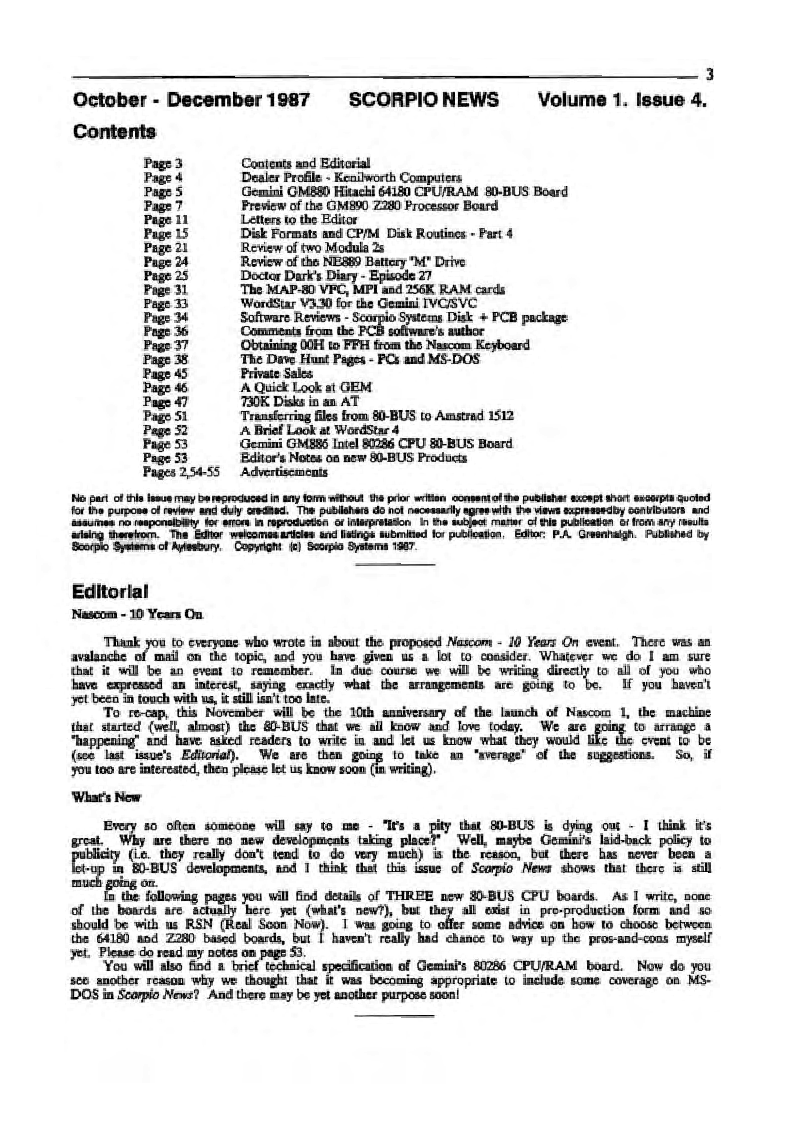 3
October - December 1987 SCORPIO NEWS Volume 1. Issue 4.
Contents
Page 3 Contents and Editorial
Page 4 Dealer Profile - Kenilworth Computers
Page 5 Gemini GM880 Hitachi 64180 CPU/RAM 80-BUS Board
Page 7 Preview of the GM890 Z280 Processor Board
Page 11 Letters to the Editor
Page 15 Disk Formats and CP/M Disk Routines - Part 4
Page 21 Review of two Modula 2s
Page 24 Review of the NE889 Battery "M" Drive
Page 25 Doctor Dark's Diary - Episode 27
Page 31 The MAP-80 VFC, MPI and 256K RAM cards
Page 33 WordStar V3.30 for the Gemini IVC/SVC
Page 34 Software Reviews - Scorpio Systems Disk + PCB package
Page 36 Comments from the PCB software's author
Page 37 Obtaining 00H to FFH from the Nascom Keyboard
Page 38 The Dave Hunt Pages - PCs and MS-DOS
Page 45 Private Sales
Page 46 A Quick Look at GEM
Page 47 730K Disks in an AT
Page 51 Transferring files from 80-BUS to Amstrad 1512
Page 52 A Brief Look at WordStar 4
Page 53 Gemini GM886 Intel 80286 CPU 80-BUS Board
Page 53 Editor's Notes on new 80-BUS Products
Pages 2,54-55 Advertisements
No part of this issue may be reproduced in any form without the prior written consent of the publisher except short excerpts quoted
for the purpose of review and duly credited. The publishers do not necessarily agree with the views expressed by contributors and
assumes no responsibility for errors in reproduction or interpretation in the subject matter of this publication or from any results
arising therefrom. The Editor welcomes articles and listings submitted for publication. Editor: P.A. Greenhalgh. Published by
Scorpio Systems of Aylesbury. Copyright (c) Scorpio Systems 1987.
Editorial
Nascom - 10 Years On
Thank you to everyone who wrote in about the proposed Nascom - 10 Years On event. There was an
avalanche of mail on the topic, and you have given us a lot to consider. Whatever we do I am sure
that it will be an event to remember. In due course we will be writing directly to all of you who
have expressed an interest, saying exactly what the arrangements are going to be. If you haven't
yet been in touch with us, it still isn't too late.
To re-cap, this November will be the 10th anniversary of the launch of Nascom 1, the machine
that started (well, almost) the 80-BUS that we all know and love today. We are going to arrange a
"happening" and have asked readers to write in and let us know what they would like the event to be
(see last issue's Editorial). We are then going to take an "average" of the suggestions. So, if
you too are interested, then please let us know soon (in writing).
What's New
Every so often someone will say to me - "It's a pity that 80-BUS is dying out - I think it's
great. Why are there no new developments taking place?" Well, maybe Gemini's laid-back policy to
publicity (i.e. they really don't tend to do very much) is the reason, but there has never been a
let-up in 80-BUS developments, and I think that this issue of Scorpio News shows that there is still
much going on.
In the following pages you will find details of THREE new 80-BUS CPU boards. As I write, none
of the boards are actually here yet (what's new?), but they all exist in pre-production form and so
should be with us RSN (Real Soon Now). I was going to offer some advice on how to choose between
the 64180 and Z280 based boards, but I haven't really had chance to way up the pros-and-cons myself
yet. Please do read my notes on page 53.
You will also find a brief technical specification of Gemini's 80286 CPU/RAM board. Now do you
see another reason why we thought that it was becoming appropriate to include some coverage on MS-
DOS in Scorpio News? And there may be yet another purpose soon!